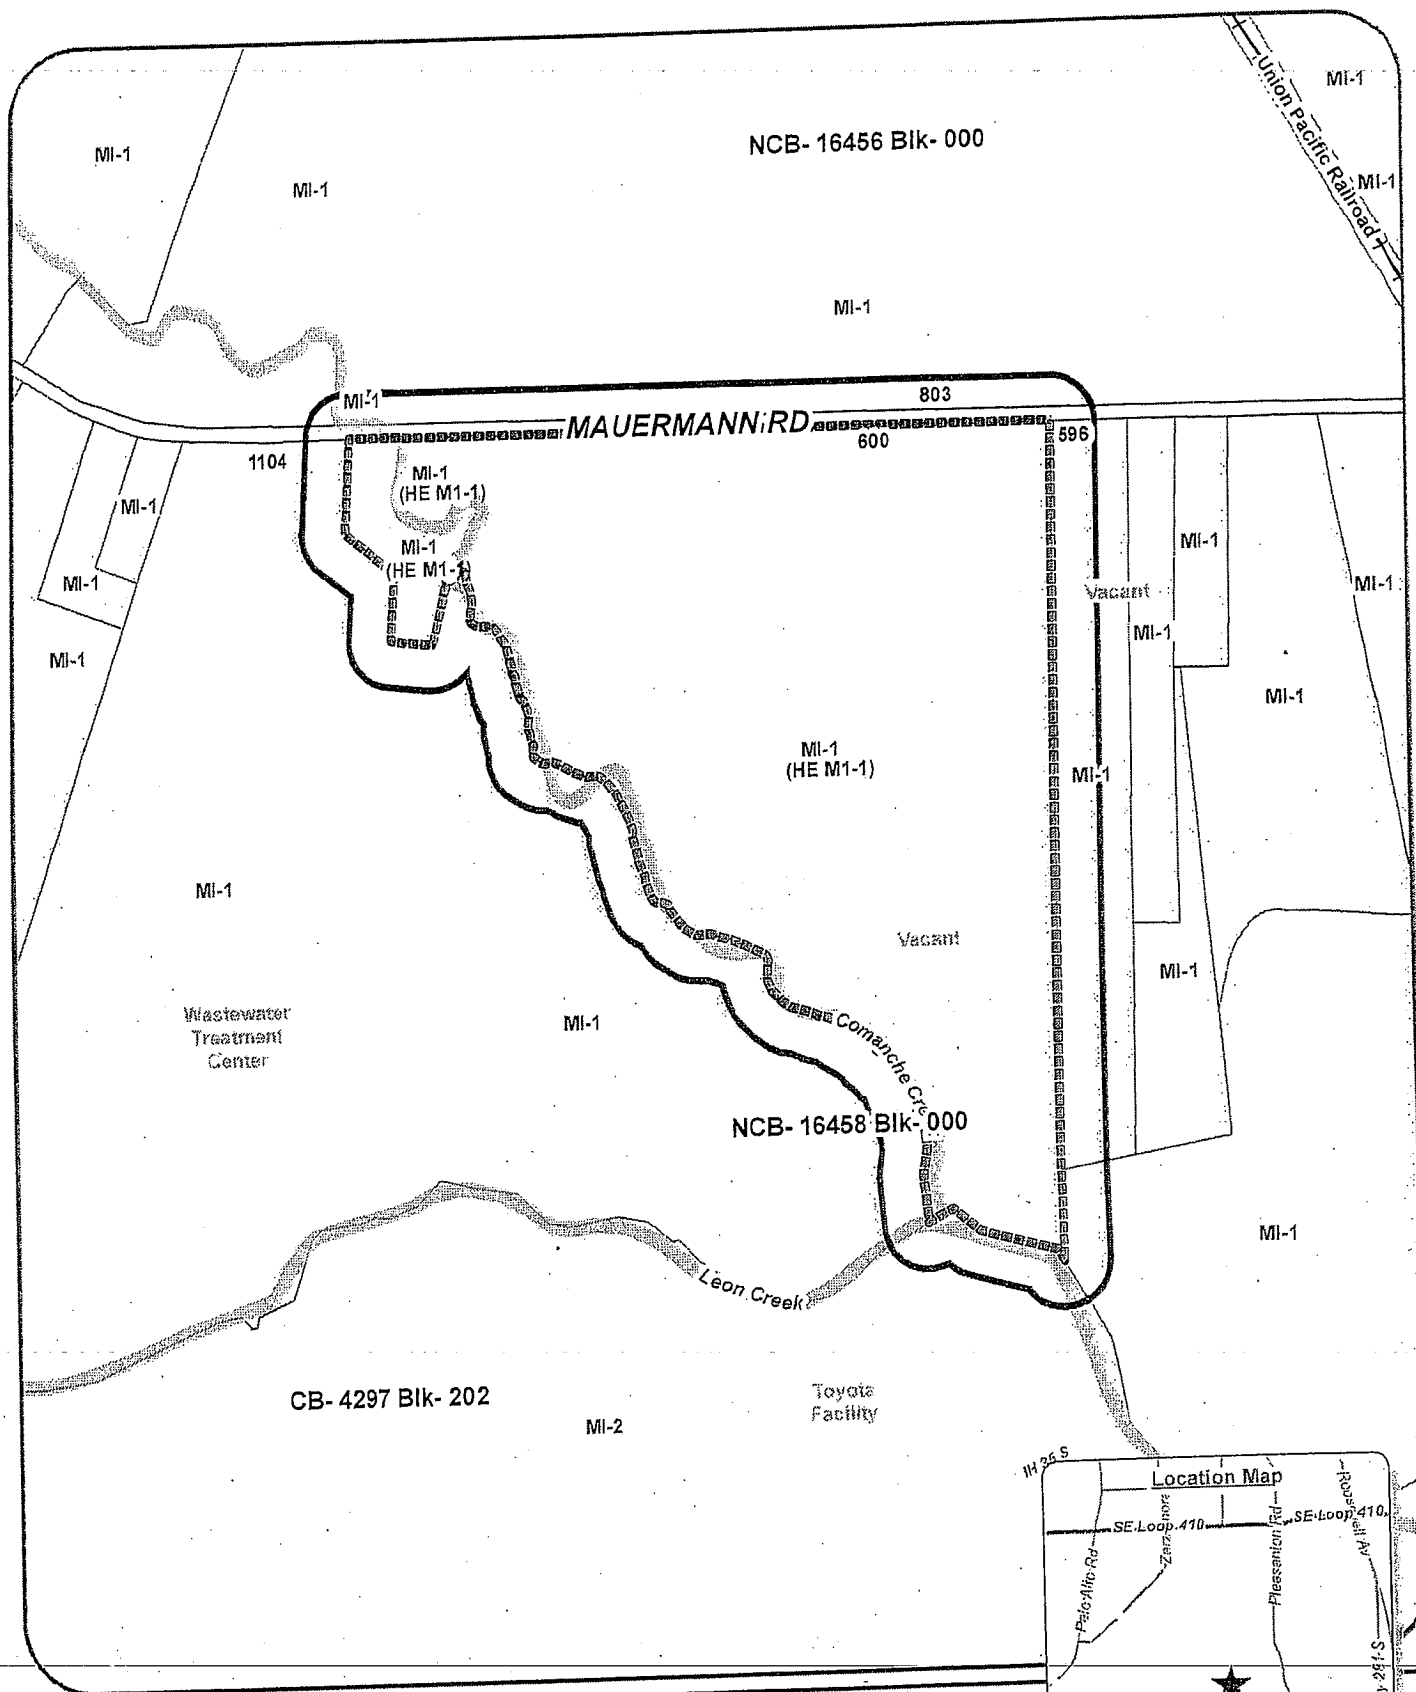 MI-1
Union Pacific Railroad
NCB- 16456 Blk- 000
MI-1
MI-1
MI-1
MI-1
MI-1
803
MAUERMANN RD
600
596
1104
MI-1
(HE M1-1)
MI-1
MI-1
MI-1
(HE M1-1)
MI-1
MI-1
Vacant
MI-1
MI-1
MI-1
MI-1
(HE M1-1)
MI-1
MI-1
Vacant
MI-1
Wastewater
Treatment
Center
MI-1
Comanche Cre
NCB- 16458 Blk- 000
MI-1
Leon Creek
CB- 4297 Blk- 202
Toyota
Facility
MI-2
IH 35 S
Location Map
SE Loop 410
SE Loop 410
Zarzamora
Roosevelt Av
Palo Alto Rd
Pleasanton Rd
281 S